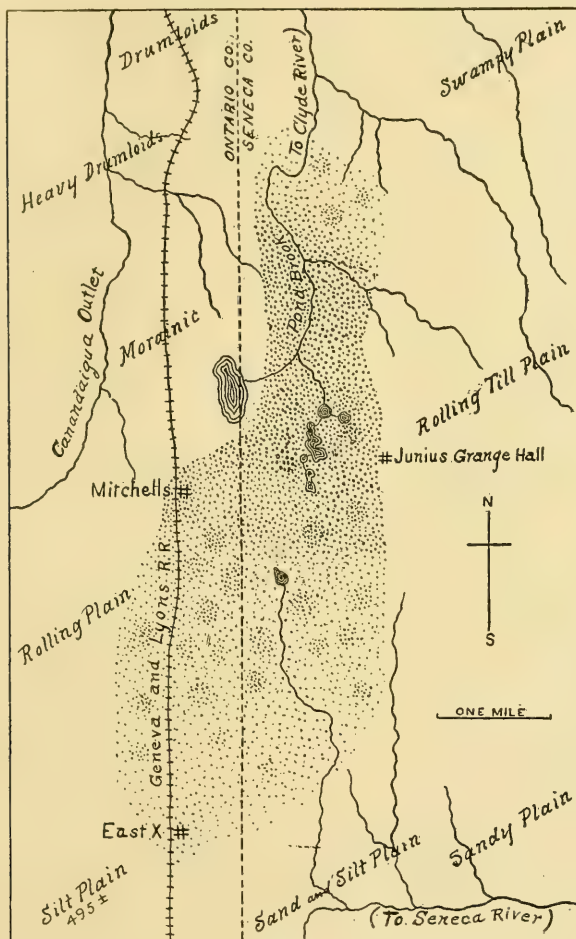 Drumloids
ONTARIO CO.
SENECA CO.
To Clyde River)
Swampy Plain
Heavy Drumloids
Pond Brook
Canandaigua Outlet
Morainic
Rolling Till Plain
Junius Grange Hall
Mitchells
N
S
Rolling Plain
Geneva and Lyons R.R.
ONE MILE
East X
Silt Plain
495 ±
Sand and Silt Plain
Sandy Plain
(To Seneca River)